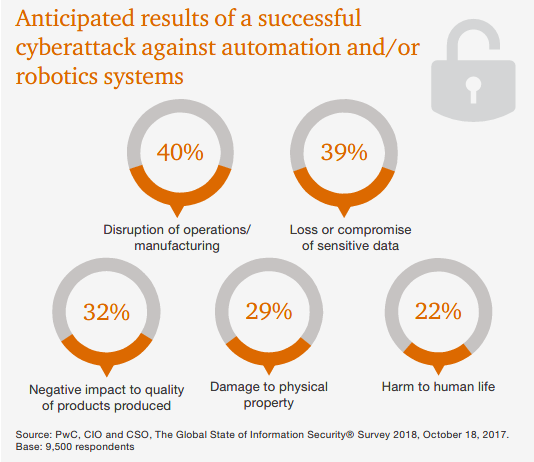 Anticipated results of a successful
cyberattack against automation and/or
robotics systems
40%
Disruption of operations/
manufacturing
39%
Loss or compromise
of sensitive data
32%
Negative impact to quality
of products produced
29%
Damage to physical
property
22%
Harm to human life
Source: PwC, CIO and CSO, The Global State of Information Security® Survey 2018, October 18, 2017.
Base: 9,500 respondents